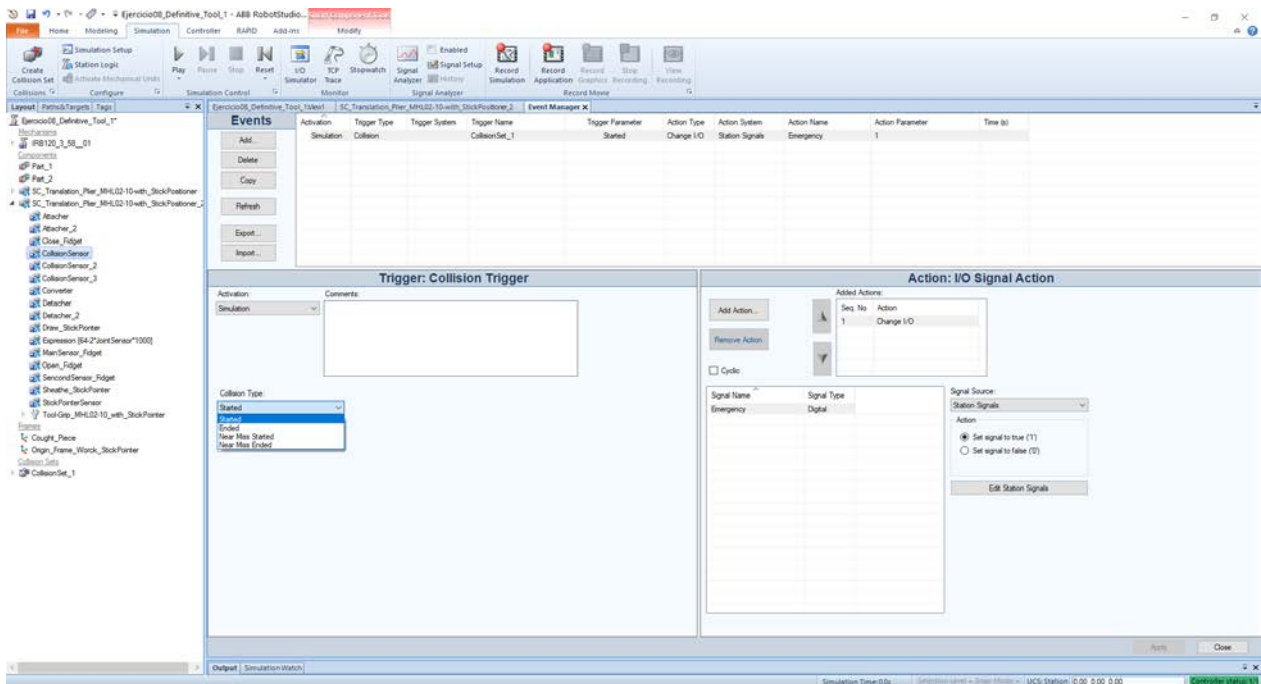 Ejercicio08_Definitive_Tool_1 - ABB RobotStudio...
File Home Modeling Simulation Controller RAPID Add-Ins Modify
Create Collision Set
Simulation Setup
Station Logic
Activate Mechanical Units
Play Pause Stop Reset
I/O Simulator
TCP Trace
Stopwatch
Signal Analyzer
Enabled
Signal Setup
History
Record Simulation
Record Application
Record Graphics
Stop Recording
View Recording
Collisions Configure Simulation Control Monitor Signal Analyzer Record Movie
Layout Paths&Targets Tags
Ejercicio08_Definitive_Tool_1:View1 SC_Translation_Plier_MHL02-10-with_StickPositioner_2 Event Manager X
Ejercicio08_Definitive_Tool_1*
Mechanisms
IRB120_3_58__01
Components
Part_1
Part_2
SC_Translation_Plier_MHL02-10-with_StickPositioner
SC_Translation_Plier_MHL02-10-with_StickPositioner_2
Attacher
Attacher_2
Close_Fidget
CollisionSensor
CollisionSensor_2
CollisionSensor_3
Converter
Detacher
Detacher_2
Draw_StickPointer
Expression [64-2*JointSensor*1000]
MainSensor_Fidget
Open_Fidget
SencondSensor_Fidget
Sheathe_StickPointer
StickPointerSensor
Tool-Grip_MHL02-10_with_StickPointer
Frames
Cought_Piece
Origin_Frame_Worck_StickPointer
Collision Sets
CollisionSet_1
Events
Add...
Delete
Copy
Refresh
Export...
Import...
Activation Trigger Type Trigger System Trigger Name Trigger Parameter Action Type Action System Action Name Action Parameter Time (s)
Simulation Collision CollisionSet_1 Started Change I/O Station Signals Emergency 1
Trigger: Collision Trigger
Activation:
Simulation
Comments:
Collision Type:
Started
Started
Ended
Near Miss Started
Near Miss Ended
Action: I/O Signal Action
Add Action...
Remove Action
Cyclic
Added Actions:
Seq. No Action
1 Change I/O
Signal Name Signal Type
Emergency Digital
Signal Source:
Station Signals
Action
Set signal to true ('1')
Set signal to false ('0')
Edit Station Signals
Apply Close
Output Simulation Watch
Simulation Time: 0.0s Selection Level Snap Mode UCS: Station 0.00 0.00 0.00 Controller status: 1/1